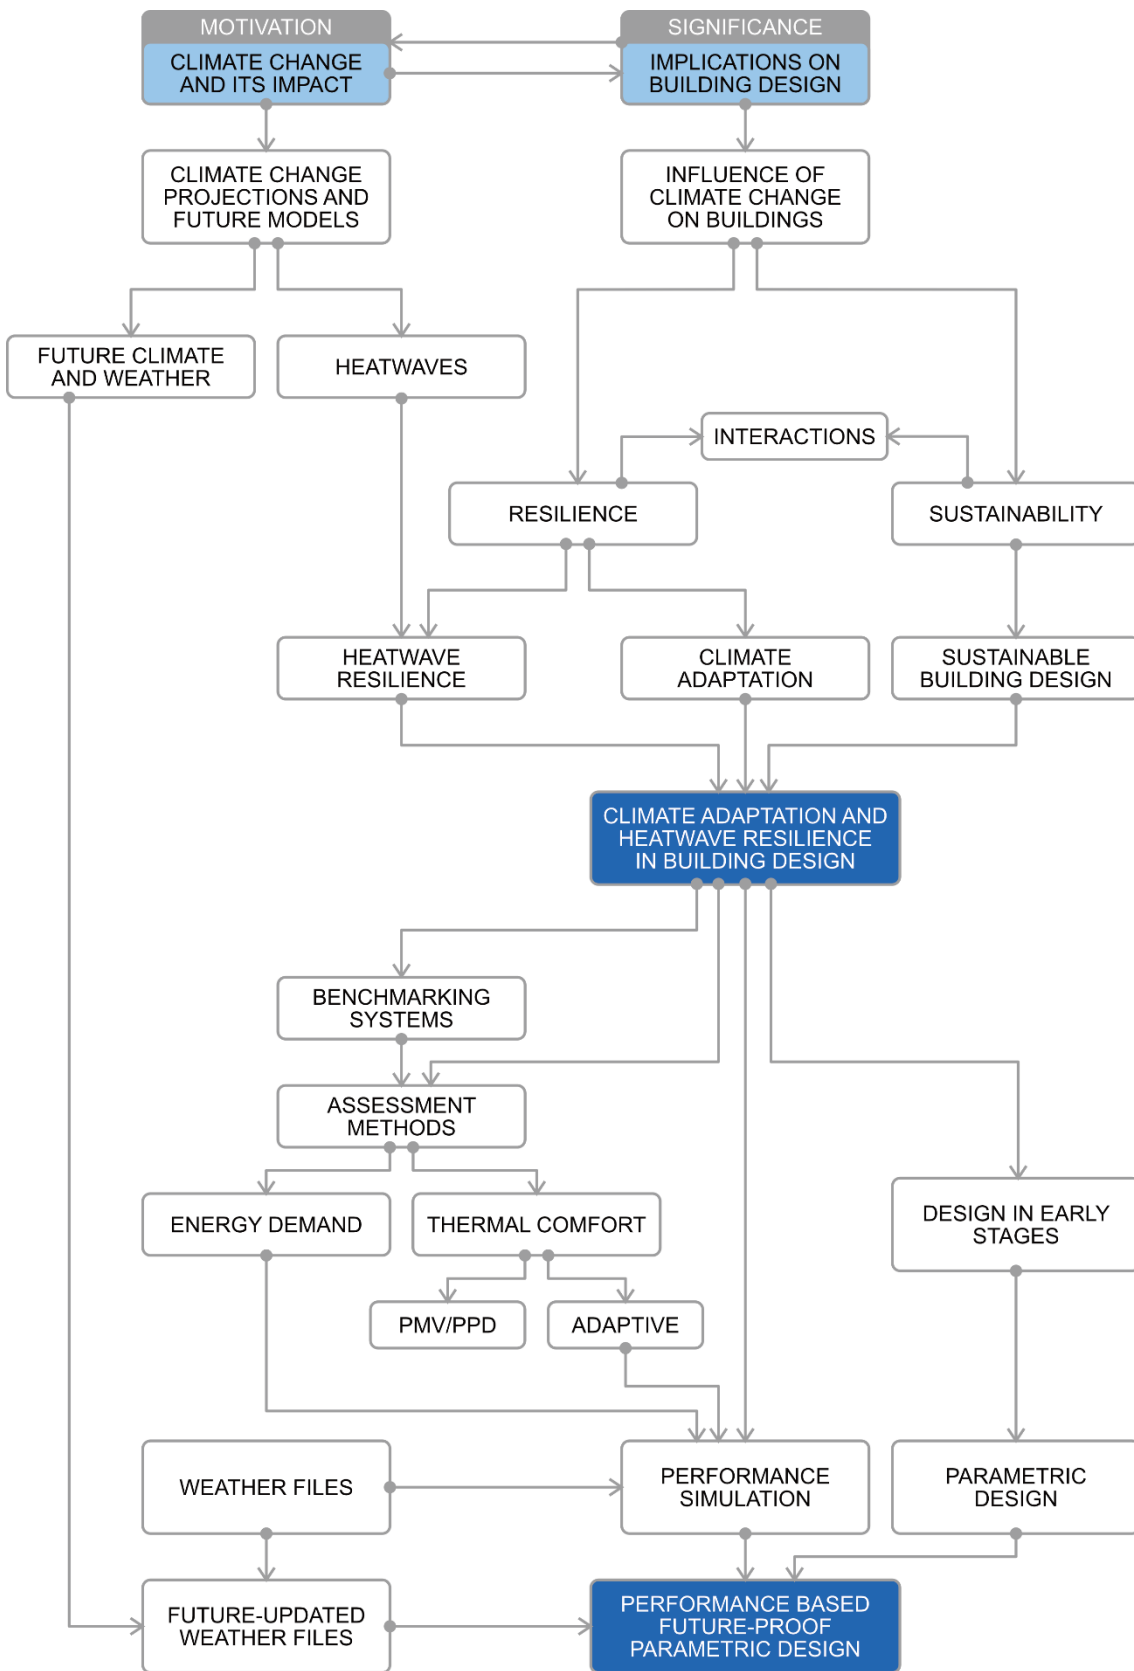 MOTIVATION
CLIMATE CHANGE
AND ITS IMPACT
SIGNIFICANCE
IMPLICATIONS ON
BUILDING DESIGN
CLIMATE CHANGE
PROJECTIONS AND
FUTURE MODELS
INFLUENCE OF
CLIMATE CHANGE
ON BUILDINGS
FUTURE CLIMATE
AND WEATHER
HEATWAVES
INTERACTIONS
RESILIENCE
SUSTAINABILITY
HEATWAVE
RESILIENCE
CLIMATE
ADAPTATION
SUSTAINABLE
BUILDING DESIGN
CLIMATE ADAPTATION AND
HEATWAVE RESILIENCE
IN BUILDING DESIGN
BENCHMARKING
SYSTEMS
ASSESSMENT
METHODS
ENERGY DEMAND
THERMAL COMFORT
DESIGN IN EARLY
STAGES
PMV/PPD
ADAPTIVE
WEATHER FILES
PERFORMANCE
SIMULATION
PARAMETRIC
DESIGN
FUTURE-UPDATED
WEATHER FILES
PERFORMANCE BASED
FUTURE-PROOF
PARAMETRIC DESIGN